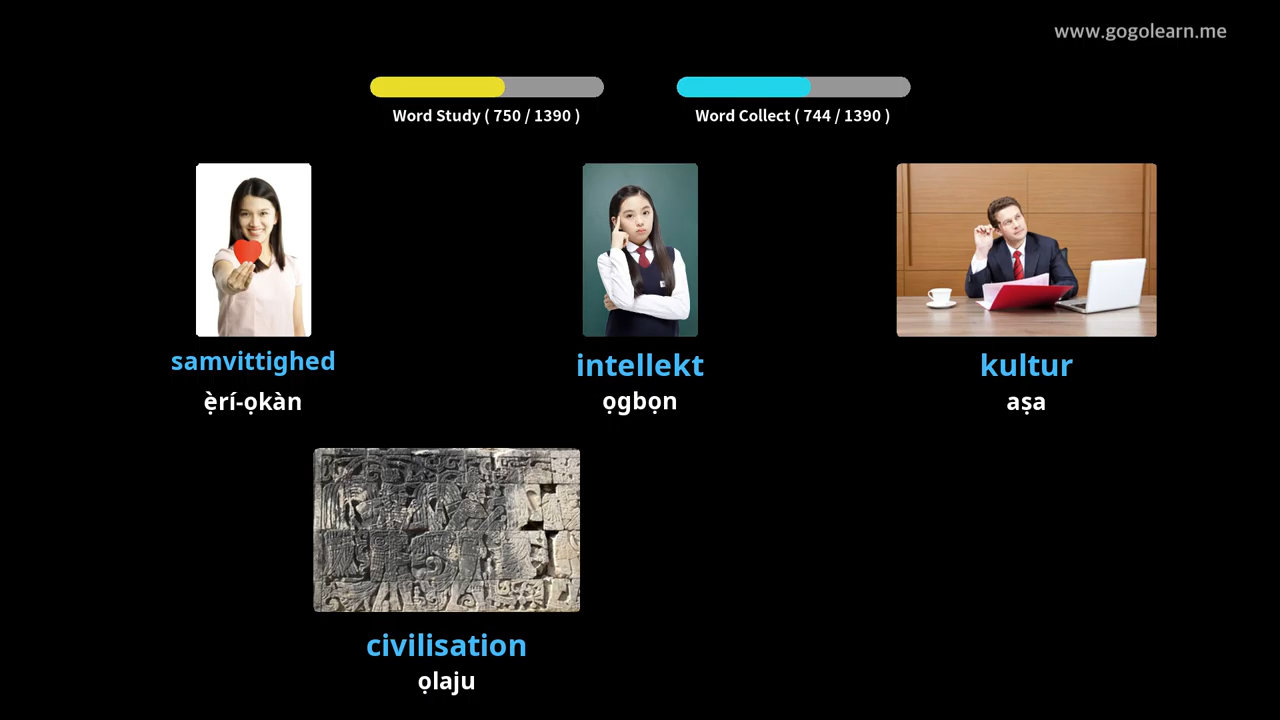 www.gogolearn.me
Word Study ( 750 / 1390 )
Word Collect ( 744 / 1390 )
samvittighed
ẹ̀rí-ọkàn
intellekt
ọgbọn
kultur
aṣa
civilisation
ọlaju